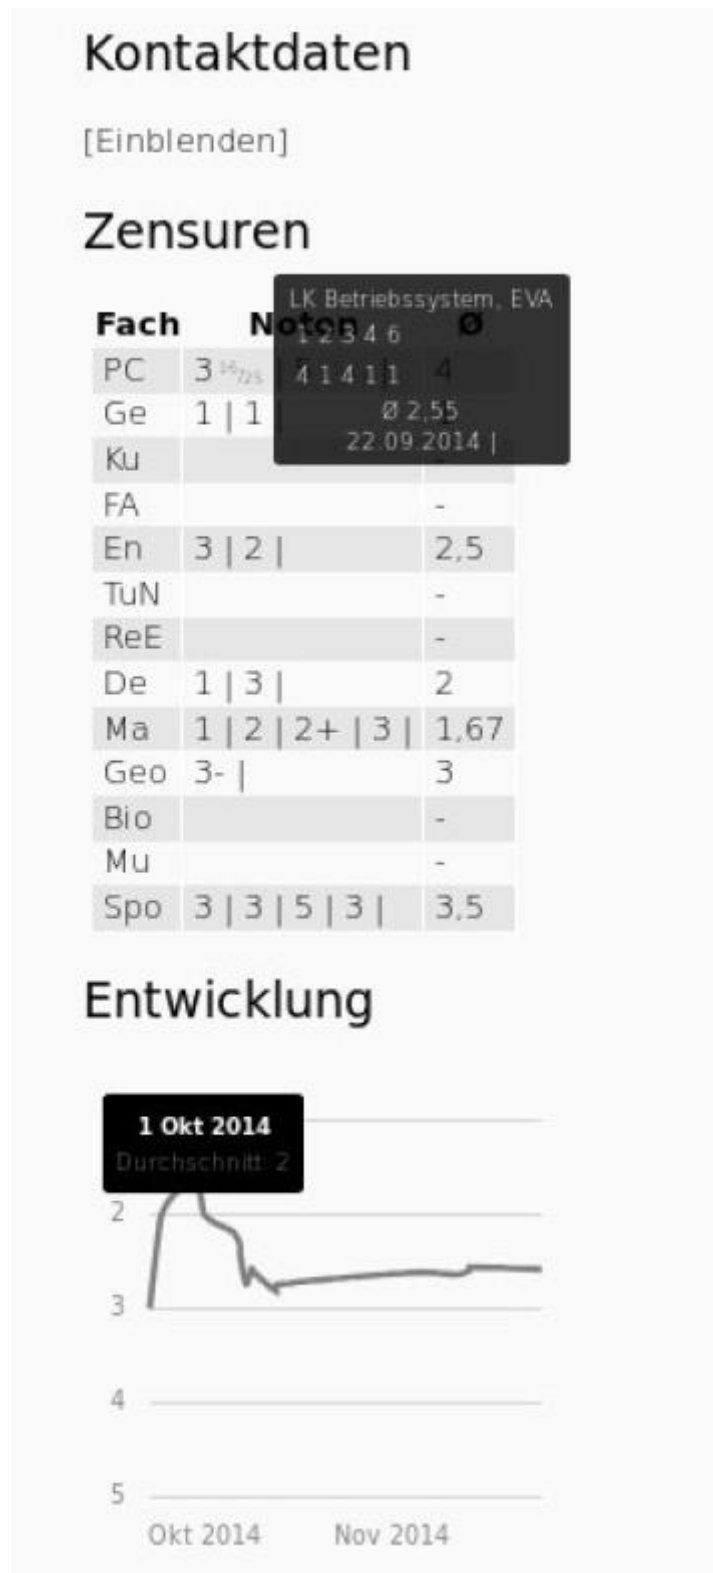 Kontaktdaten
[Einblenden]
Zensuren
LK Betriebssystem, EVA
Fach Noten Ø
1 2 3 4 6
PC 3 | 5 | 4
4 1 4 1 1
Ge 1 | 1 |
Ø 2,55
22.09.2014 |
Ku
FA -
En 3 | 2 | 2,5
TuN -
ReE -
De 1 | 3 | 2
Ma 1 | 2 | 2+ | 3 | 1,67
Geo 3- | 3
Bio -
Mu -
Spo 3 | 3 | 5 | 3 | 3,5
Entwicklung
1 Okt 2014
Durchschnitt: 2
2
3
4
5
Okt 2014 Nov 2014